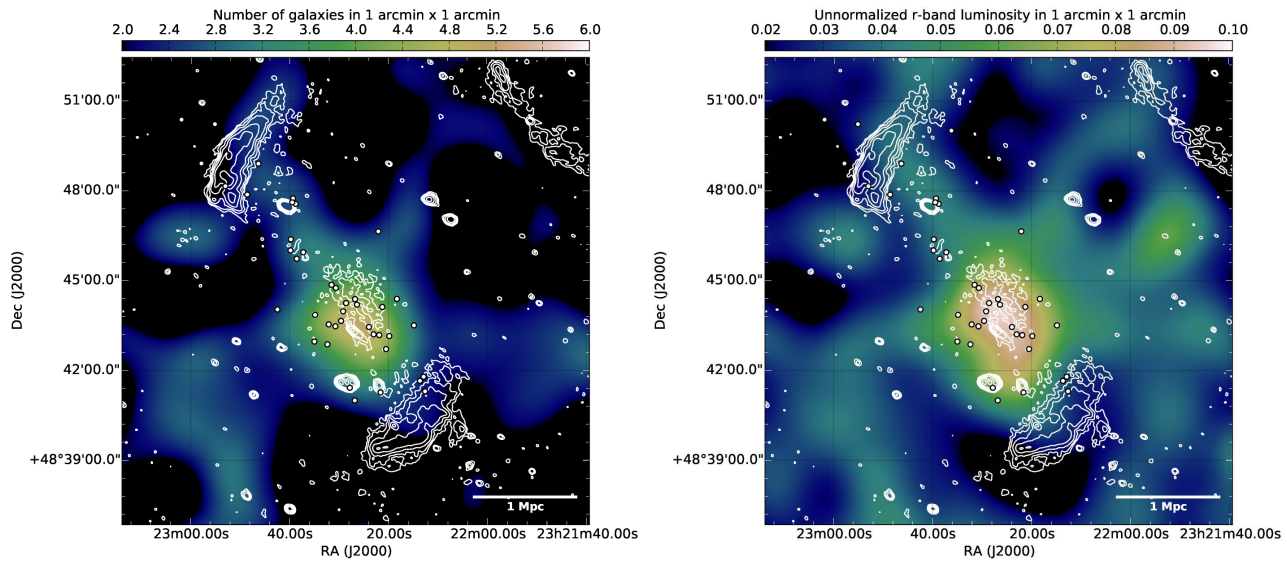 Number of galaxies in 1 arcmin x 1 arcmin
2.0 2.4 2.8 3.2 3.6 4.0 4.4 4.8 5.2 5.6 6.0
51'00.0"
48'00.0"
45'00.0"
42'00.0"
+48°39'00.0"
Dec (J2000)
1 Mpc
23m00.00s 40.00s 20.00s 22m00.00s 23h21m40.00s
RA (J2000)
Unnormalized r-band luminosity in 1 arcmin x 1 arcmin
0.02 0.03 0.04 0.05 0.06 0.07 0.08 0.09 0.10
51'00.0"
48'00.0"
45'00.0"
42'00.0"
+48°39'00.0"
Dec (J2000)
1 Mpc
23m00.00s 40.00s 20.00s 22m00.00s 23h21m40.00s
RA (J2000)